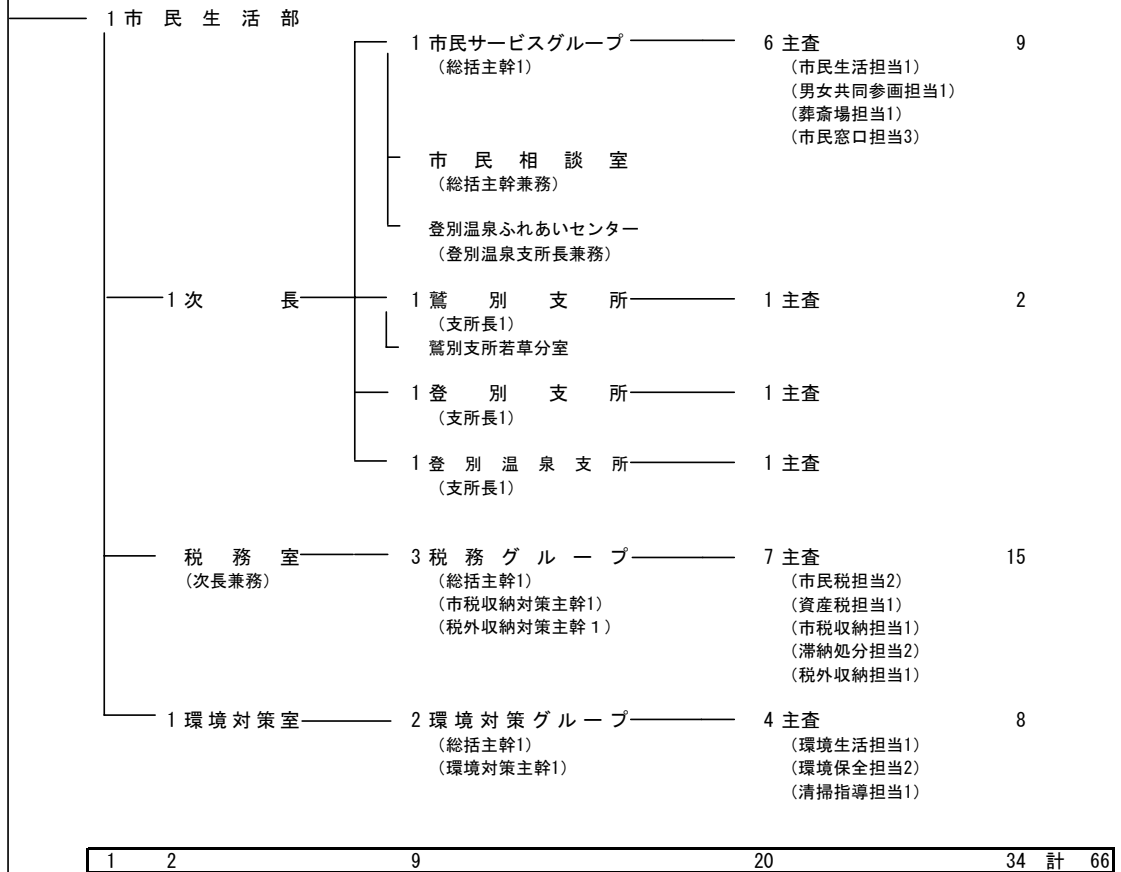 1 市民生活部
1 市民サービスグループ 6 主査 9
（総括主幹1） （市民生活担当1）
（男女共同参画担当1）
（葬斎場担当1）
（市民窓口担当3）
市民相談室
（総括主幹兼務）
登別温泉ふれあいセンター
（登別温泉支所長兼務）
1 次長 1 鷲別支所 1 主査 2
（支所長1）
鷲別支所若草分室
1 登別支所 1 主査
（支所長1）
1 登別温泉支所 1 主査
（支所長1）
税務室 3 税務グループ 7 主査 15
（次長兼務） （総括主幹1） （市民税担当2）
（市税収納対策主幹1） （資産税担当1）
（税外収納対策主幹１） （市税収納担当1）
（滞納処分担当2）
（税外収納担当1）
1 環境対策室 2 環境対策グループ 4 主査 8
（総括主幹1） （環境生活担当1）
（環境対策主幹1） （環境保全担当2）
（清掃指導担当1）
1 2 9 20 34 計 66